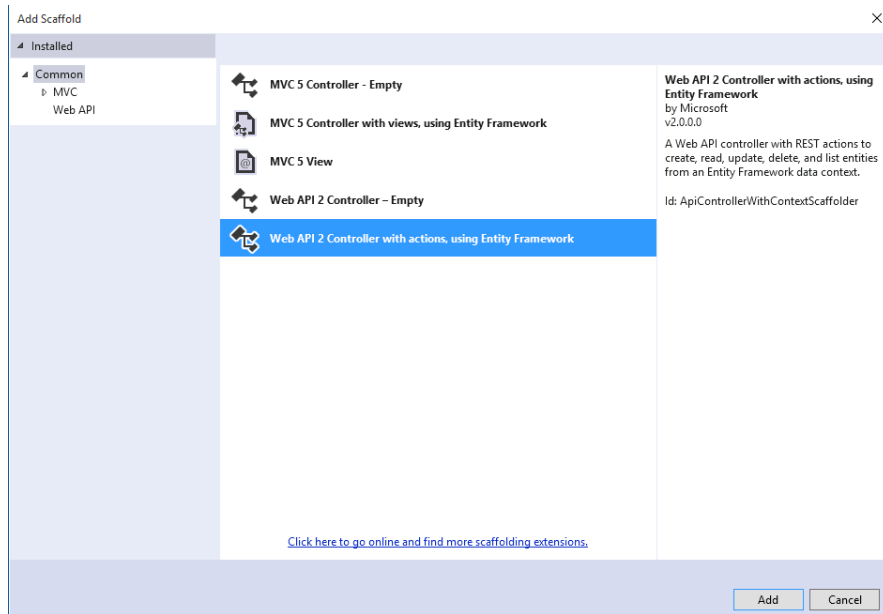 Add Scaffold
Installed
Common
MVC
Web API
MVC 5 Controller - Empty
MVC 5 Controller with views, using Entity Framework
MVC 5 View
Web API 2 Controller – Empty
Web API 2 Controller with actions, using Entity Framework
Click here to go online and find more scaffolding extensions.
Web API 2 Controller with actions, using
Entity Framework
by Microsoft
v2.0.0.0
A Web API controller with REST actions to
create, read, update, delete, and list entities
from an Entity Framework data context.
Id: ApiControllerWithContextScaffolder
Add
Cancel